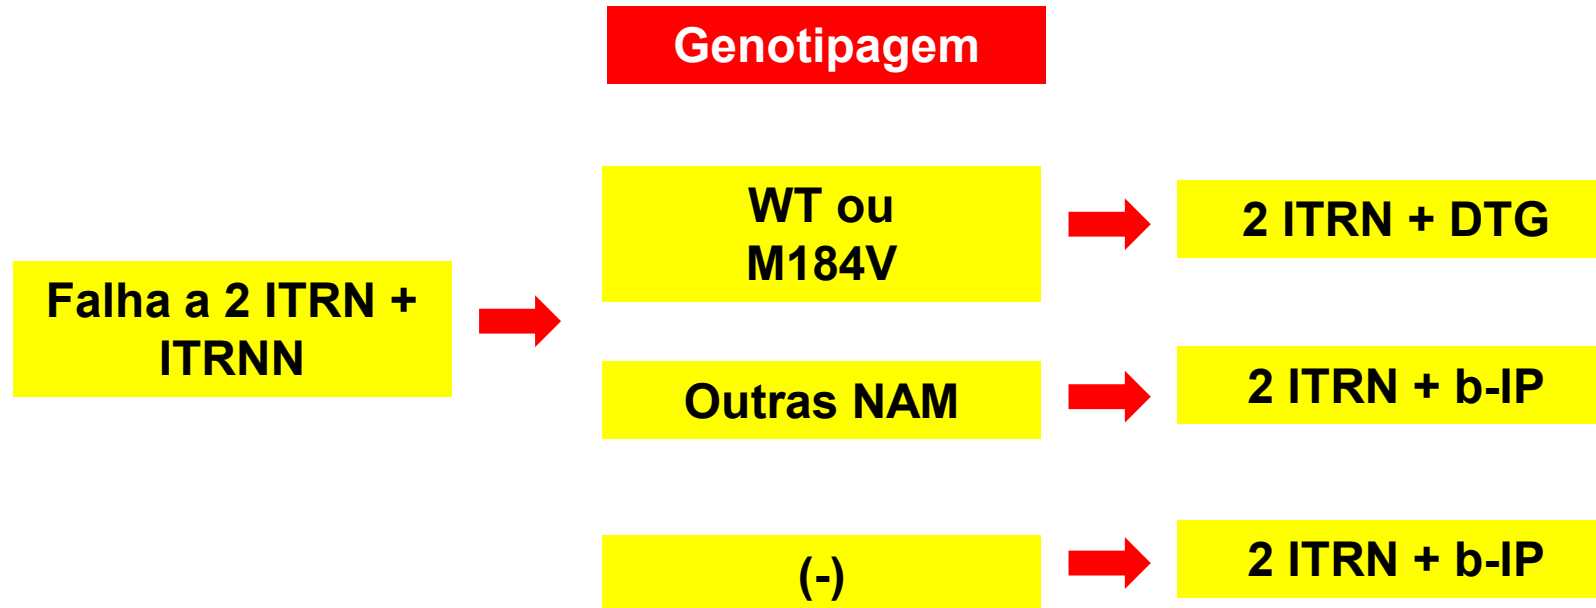 Genotipagem
Falha a 2 ITRN +
ITRNN
WT ou
M184V
2 ITRN + DTG
Outras NAM
2 ITRN + b-IP
(-)
2 ITRN + b-IP